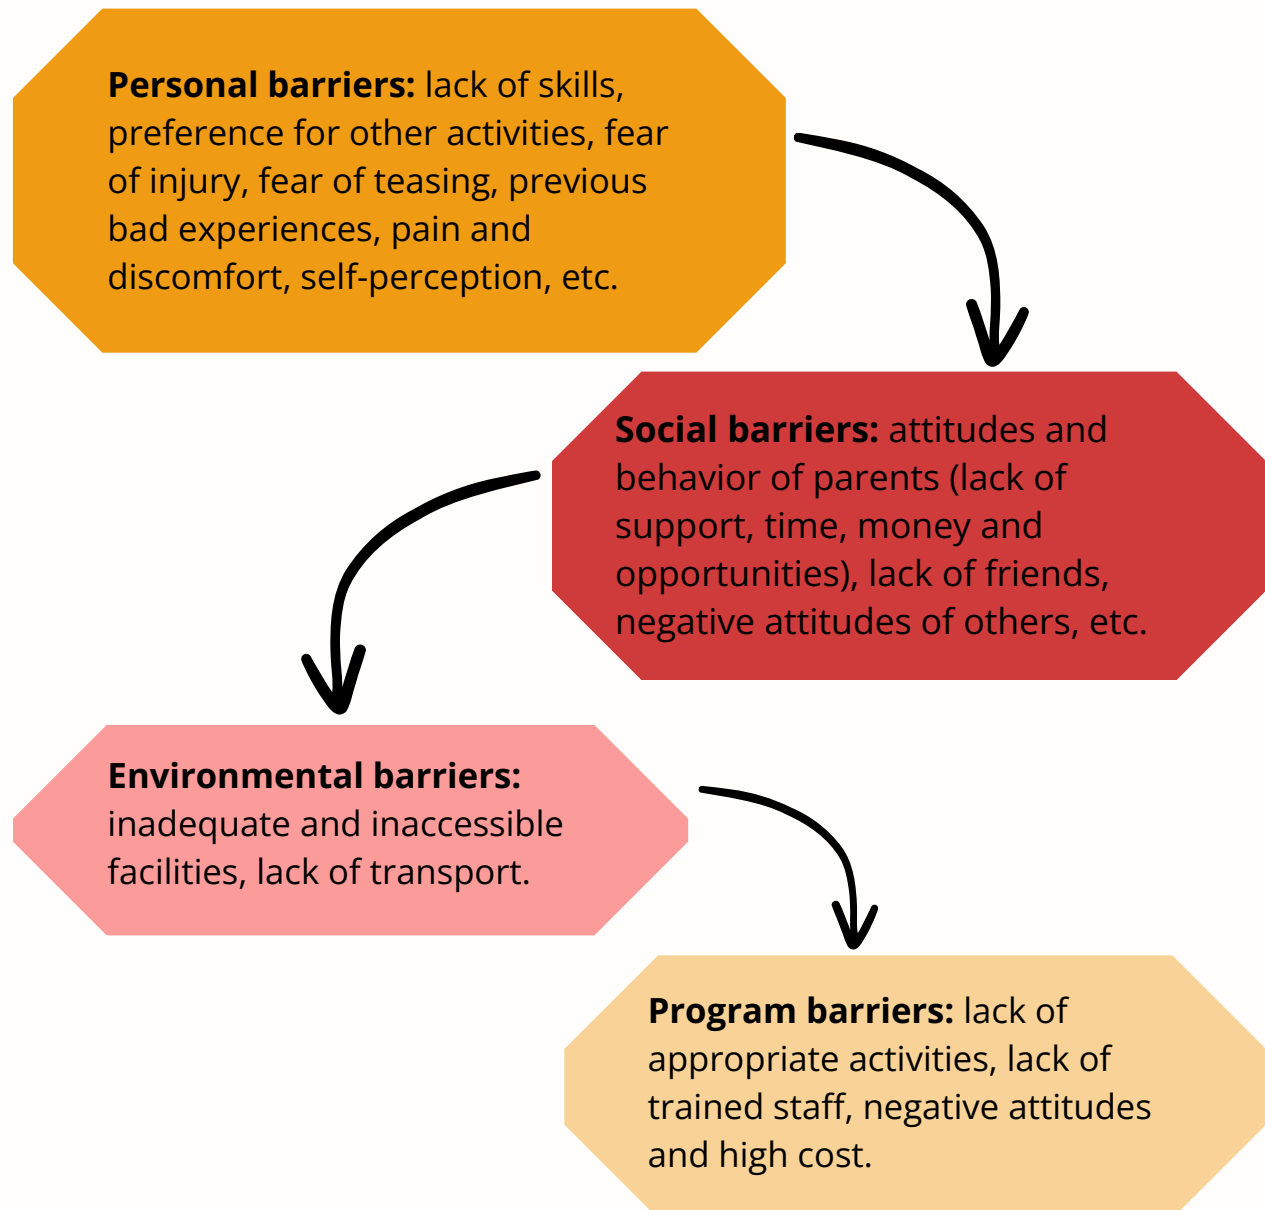 Personal barriers: lack of skills,
preference for other activities, fear
of injury, fear of teasing, previous
bad experiences, pain and
discomfort, self-perception, etc.
Social barriers: attitudes and
behavior of parents (lack of
support, time, money and
opportunities), lack of friends,
negative attitudes of others, etc.
Environmental barriers:
inadequate and inaccessible
facilities, lack of transport.
Program barriers: lack of
appropriate activities, lack of
trained staff, negative attitudes
and high cost.